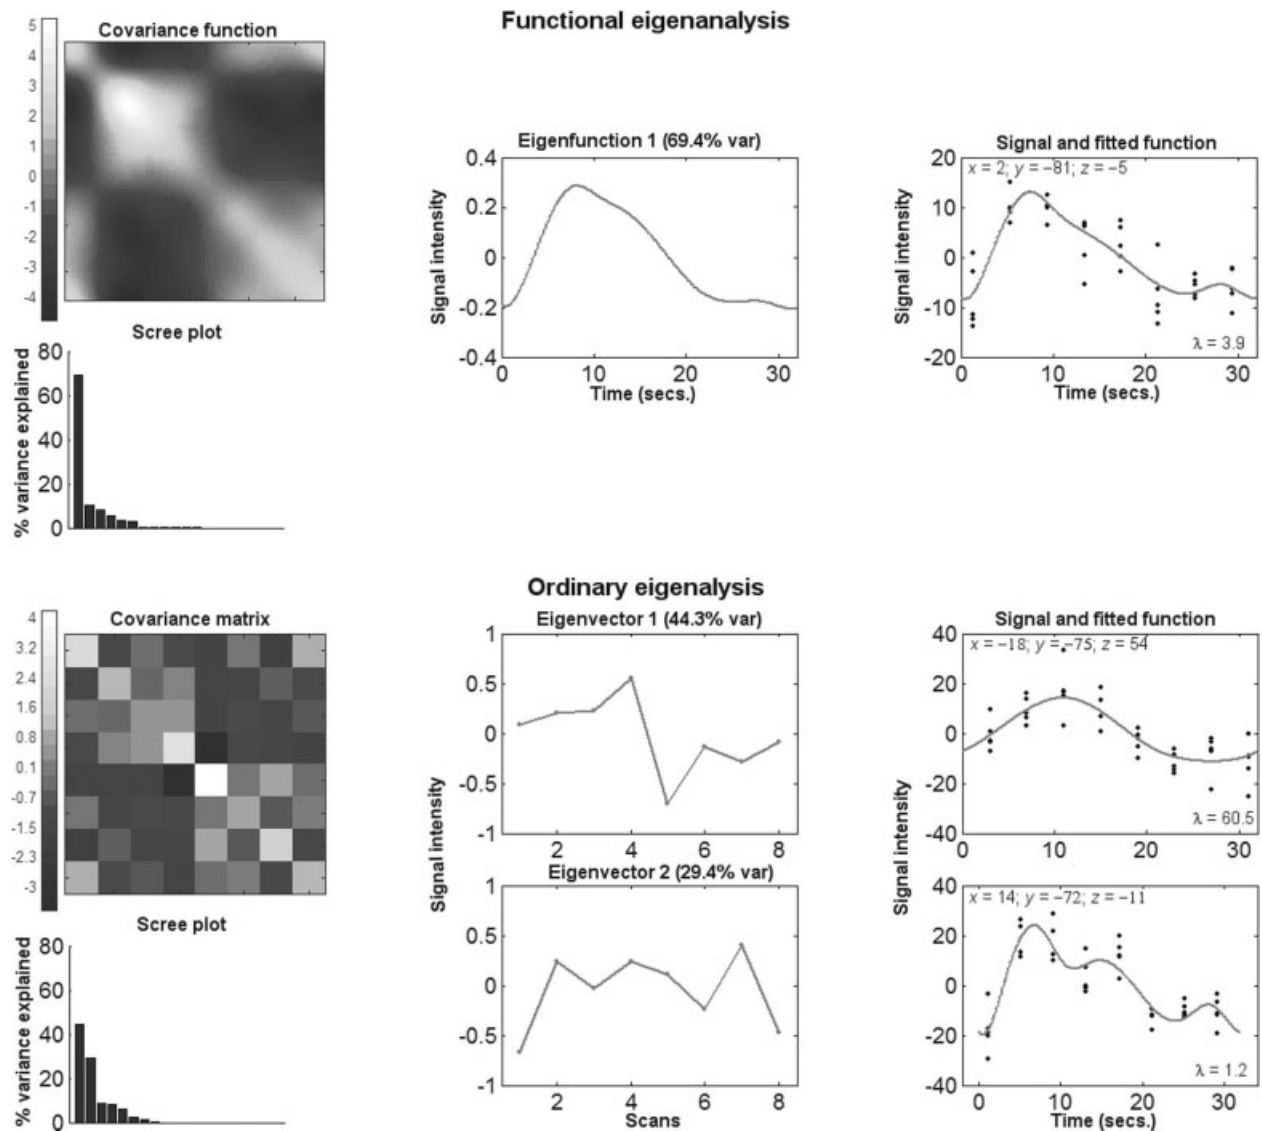 Functional eigenanalysis
Covariance function
5
4
3
2
1
0
-1
-2
-3
-4
Scree plot
% variance explained
80
60
40
20
0
Eigenfunction 1 (69.4% var)
Signal intensity
0.4
0.2
0
-0.2
-0.4
0 10 20 30
Time (secs.)
Signal and fitted function
x = 2; y = –81; z = –5
Signal intensity
20
10
0
-10
-20
λ = 3.9
0 10 20 30
Time (secs.)
Ordinary eigenalysis
Covariance matrix
4
3.2
2.4
1.6
0.8
0.1
-0.7
-1.5
-2.3
-3
Scree plot
% variance explained
80
60
40
20
0
Eigenvector 1 (44.3% var)
Signal intensity
1
0.5
0
-0.5
-1
2 4 6 8
Eigenvector 2 (29.4% var)
1
0.5
0
-0.5
-1
2 4 6 8
Scans
Signal and fitted function
x = –18; y = –75; z = 54
Signal intensity
40
20
0
-20
-40
λ = 60.5
0 10 20 30
x = 14; y = –72; z = –11
40
20
0
-20
-40
λ = 1.2
0 10 20 30
Time (secs.)